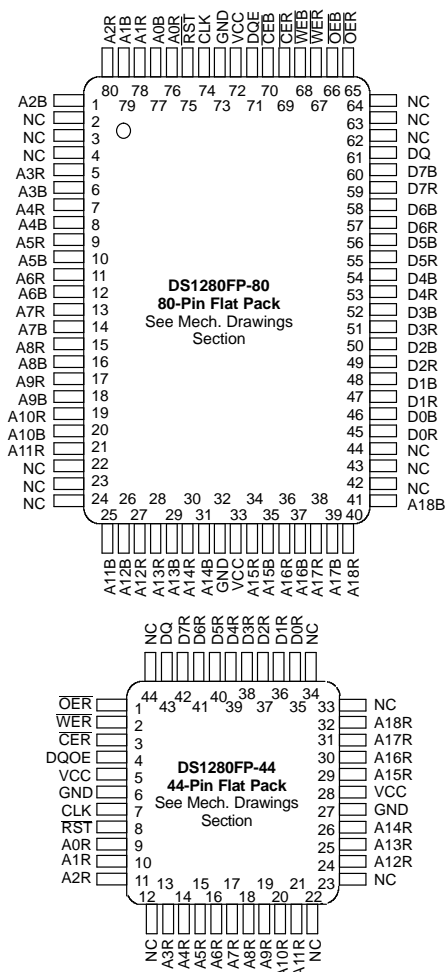 A2R A1B A1R A0B A0R RST CLK GND VCC DQE CEB CER WEB WER OEB OER
80 78 76 74 72 70 68 66 65
79 77 75 73 71 69 67
A2B 1 64 NC
NC 2 63 NC
NC 3 62 NC
NC 4 61 DQ
A3R 5 60 D7B
A3B 6 59 D7R
A4R 7 58 D6B
A4B 8 57 D6R
A5R 9 56 D5B
A5B 10 55 D5R
A6R 11 54 D4B
A6B 12 53 D4R
A7R 13 52 D3B
A7B 14 51 D3R
A8R 15 50 D2B
A8B 16 49 D2R
A9R 17 48 D1B
A9B 18 47 D1R
A10R 19 46 D0B
A10B 20 45 D0R
A11R 21 44 NC
NC 22 43 NC
NC 23 42 NC
NC 24 41 A18B
DS1280FP-80
80-Pin Flat Pack
See Mech. Drawings
Section
26 28 30 32 34 36 38
25 27 29 31 33 35 37 39 40
A11B A12B A12R A13R A13B A14R A14B GND VCC A15R A15B A16R A16B A17R A17B A18R
NC DQ D7R D6R D5R D4R D3R D2R D1R D0R NC
44 42 40 38 36 34
43 41 39 37 35
OER 1 33 NC
WER 2 32 A18R
CER 3 31 A17R
DQOE 4 30 A16R
VCC 5 29 A15R
GND 6 28 VCC
CLK 7 27 GND
RST 8 26 A14R
A0R 9 25 A13R
A1R 10 24 A12R
A2R 11 23 NC
DS1280FP-44
44-Pin Flat Pack
See Mech. Drawings
Section
13 15 17 19 21
12 14 16 18 20 22
NC A3R A4R A5R A6R A7R A8R A9R A10R A11R NC